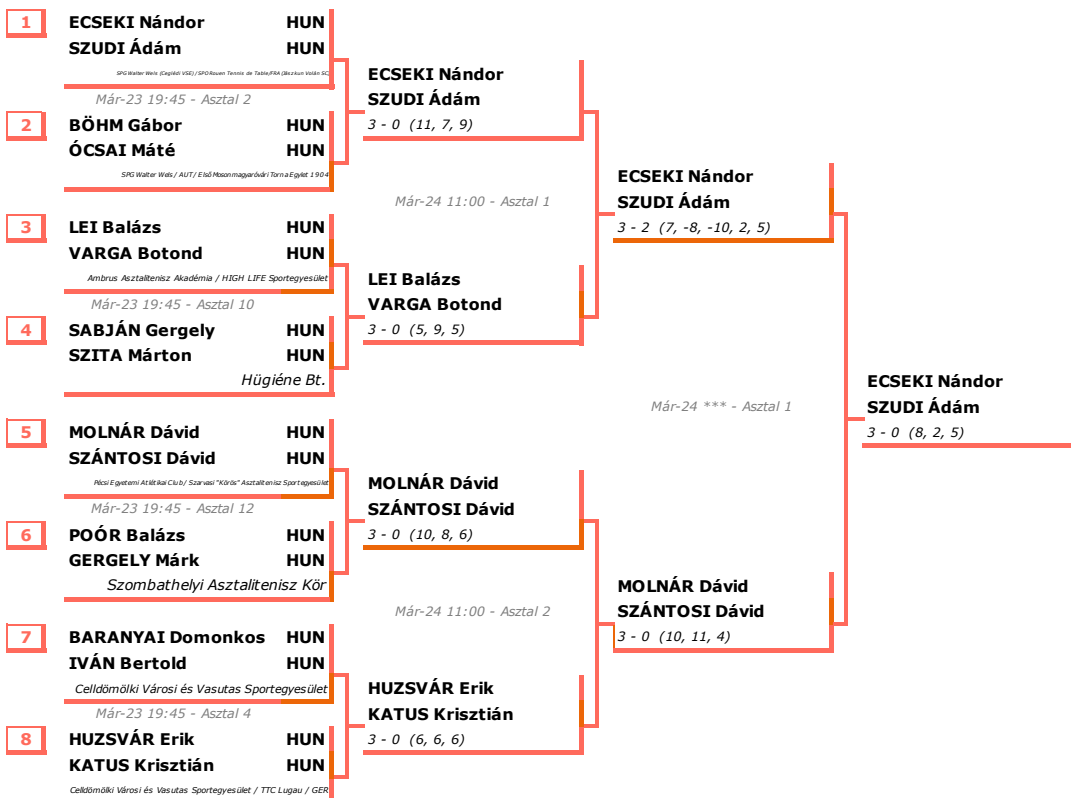 1
ECSEKI Nándor HUN
SZUDI Ádám HUN
SPG Walter Wels (Ceglédi VSE) / SPO Rouen Tennis de Table/FRA (Jászkun Volán SC)
Már-23 19:45 - Asztal 2
2
BÖHM Gábor HUN
ÓCSAI Máté HUN
SPG Walter Wels / AUT / Első Mosonmagyaróvári Torna Egylet 1904
3
LEI Balázs HUN
VARGA Botond HUN
Ambrus Asztalitenisz Akadémia / HIGH LIFE Sportegyesület
Már-23 19:45 - Asztal 10
4
SABJÁN Gergely HUN
SZITA Márton HUN
Hügiéne Bt.
5
MOLNÁR Dávid HUN
SZÁNTOSI Dávid HUN
Pécsi Egyetemi Atlétikai Club / Szarvasi "Körös" Asztalitenisz Sportegyesület
Már-23 19:45 - Asztal 12
6
POÓR Balázs HUN
GERGELY Márk HUN
Szombathelyi Asztalitenisz Kör
7
BARANYAI Domonkos HUN
IVÁN Bertold HUN
Celldömölki Városi és Vasutas Sportegyesület
Már-23 19:45 - Asztal 4
8
HUZSVÁR Erik HUN
KATUS Krisztián HUN
Celldömölki Városi és Vasutas Sportegyesület / TTC Lugau / GER
ECSEKI Nándor
SZUDI Ádám
3 - 0 (11, 7, 9)
Már-24 11:00 - Asztal 1
LEI Balázs
VARGA Botond
3 - 0 (5, 9, 5)
MOLNÁR Dávid
SZÁNTOSI Dávid
3 - 0 (10, 8, 6)
Már-24 11:00 - Asztal 2
HUZSVÁR Erik
KATUS Krisztián
3 - 0 (6, 6, 6)
ECSEKI Nándor
SZUDI Ádám
3 - 2 (7, -8, -10, 2, 5)
Már-24 *** - Asztal 1
MOLNÁR Dávid
SZÁNTOSI Dávid
3 - 0 (10, 11, 4)
ECSEKI Nándor
SZUDI Ádám
3 - 0 (8, 2, 5)